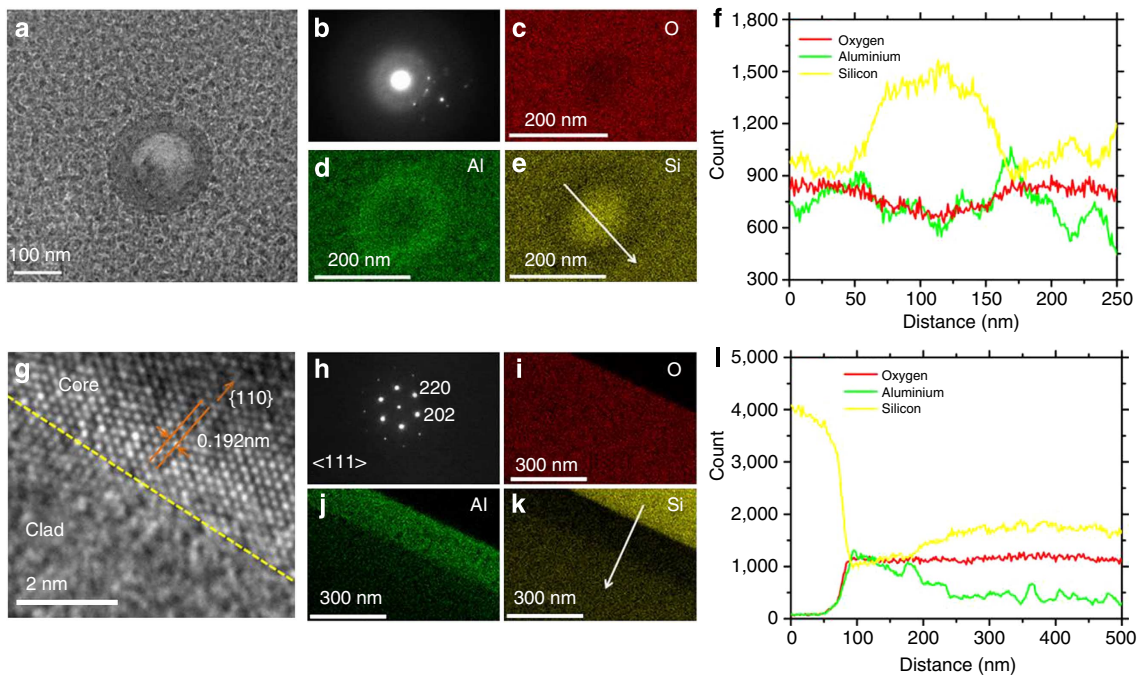 a
100 nm
b
c
O
200 nm
d
Al
200 nm
e
Si
200 nm
f
Oxygen
Aluminium
Silicon
1,800
1,500
1,200
900
600
300
Count
0 50 100 150 200 250
Distance (nm)
g
Core
{110}
0.192nm
Clad
2 nm
h
220
202
<111>
i
O
300 nm
j
Al
300 nm
k
Si
300 nm
l
Oxygen
Aluminium
Silicon
5,000
4,000
3,000
2,000
1,000
0
Count
0 100 200 300 400 500
Distance (nm)